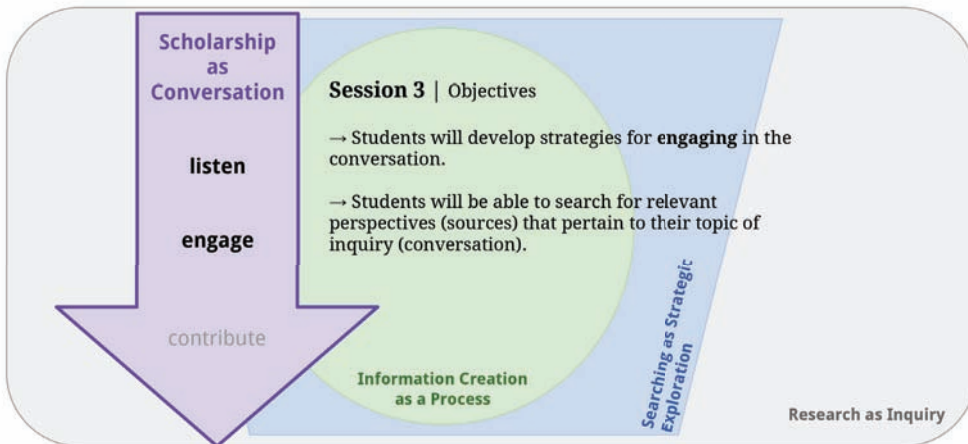 Scholarship
as
Conversation
listen
engage
contribute
Session 3 | Objectives
→ Students will develop strategies for engaging in the
conversation.
→ Students will be able to search for relevant
perspectives (sources) that pertain to their topic of
inquiry (conversation).
Information Creation
as a Process
Searching as Strategic
Exploration
Research as Inquiry